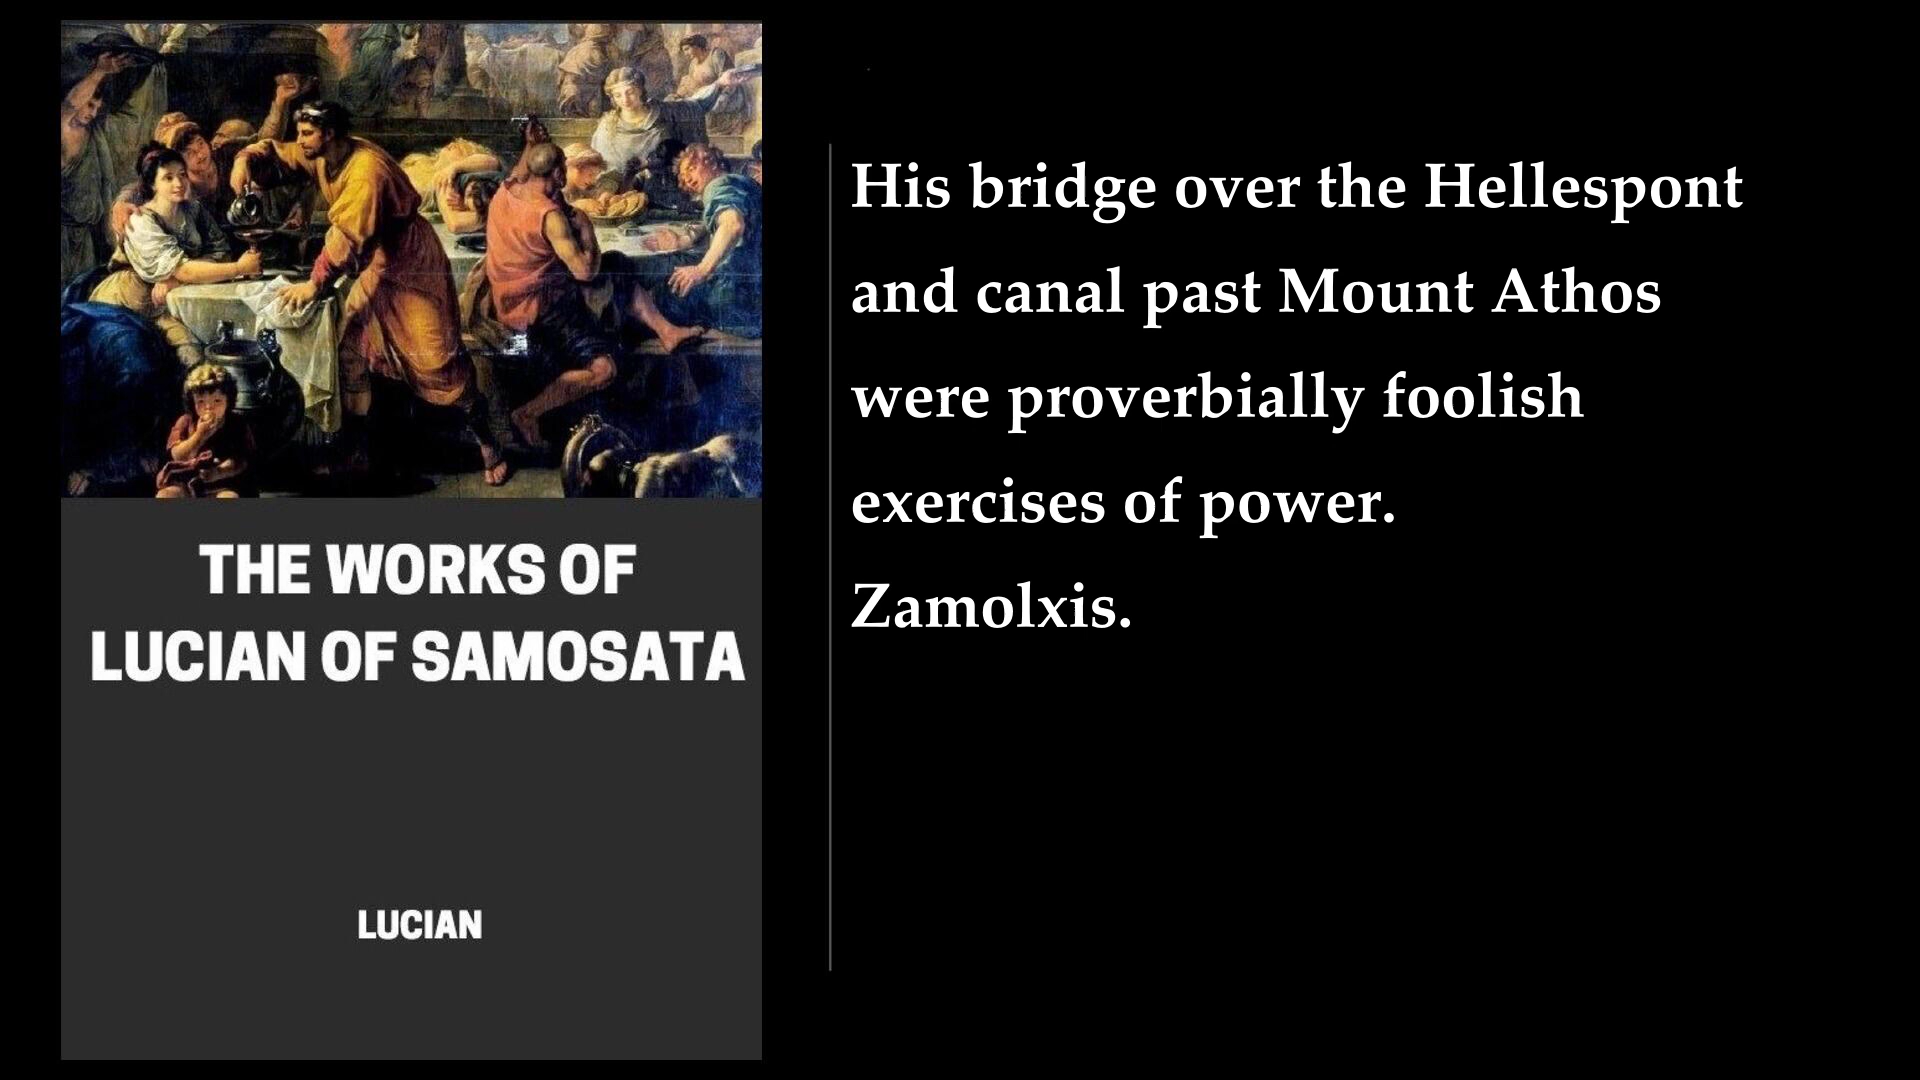 THE WORKS OF
LUCIAN OF SAMOSATA
LUCIAN
His bridge over the Hellespont
and canal past Mount Athos
were proverbially foolish
exercises of power.
Zamolxis.